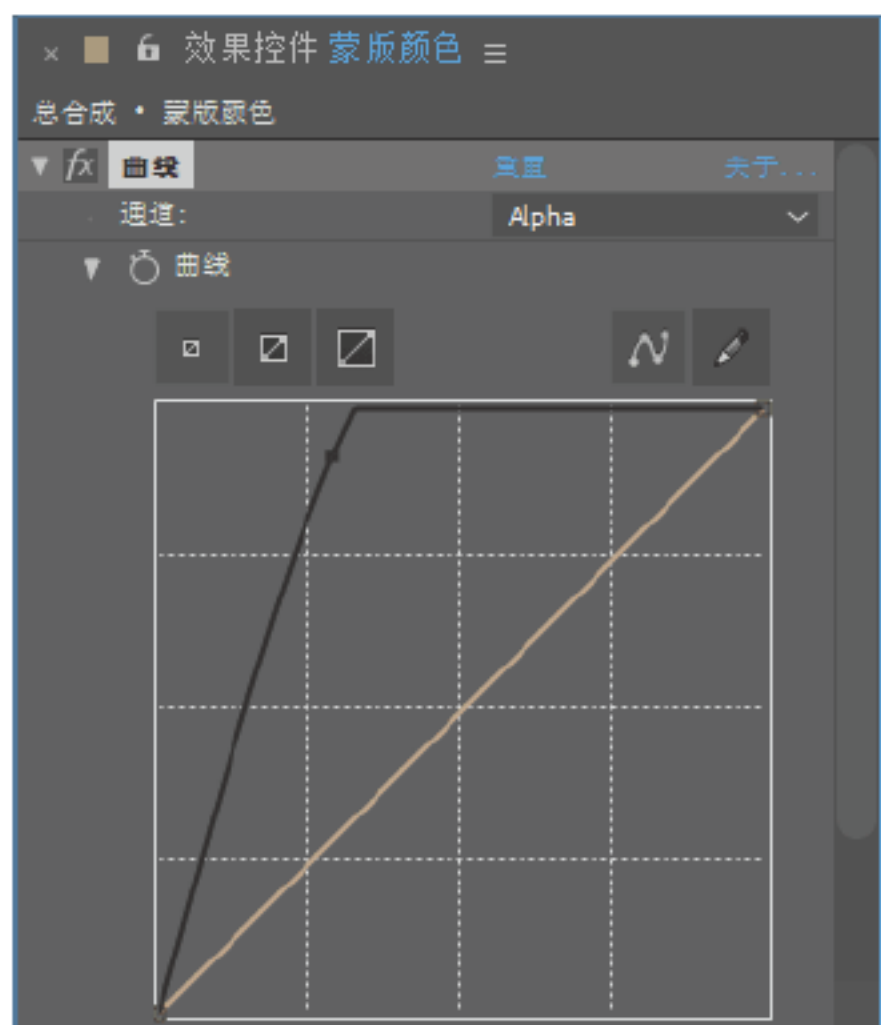 × 效果控件 蒙版颜色 ≡
总合成 • 蒙版颜色
fx 曲线 重置 关于...
通道: Alpha
曲线